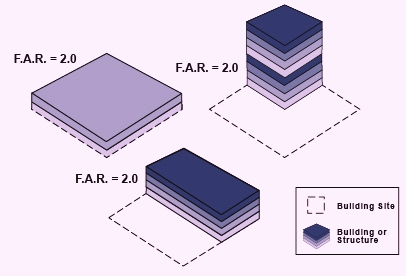 F.A.R. = 2.0
F.A.R. = 2.0
F.A.R. = 2.0
Building Site
Building or
Structure